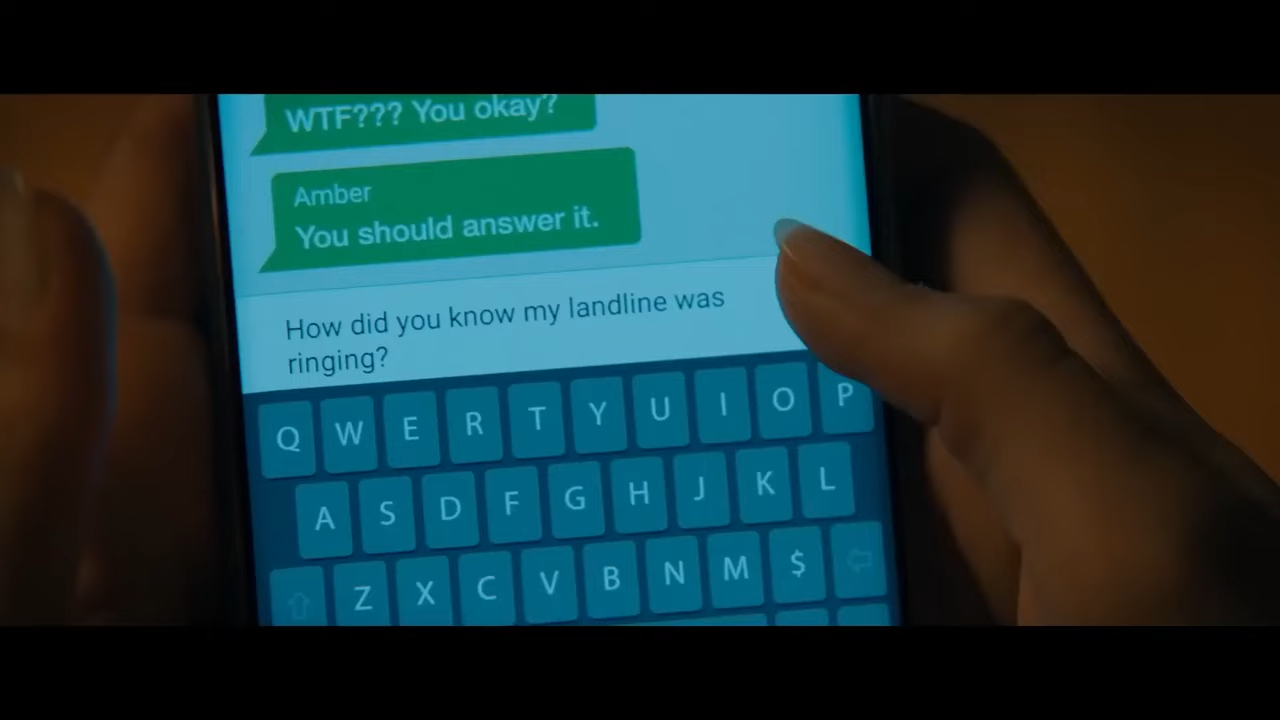 WTF??? You okay?
Amber
You should answer it.
How did you know my landline was
ringing?
Q W E R T Y U I O P
A S D F G H J K L
Z X C V B N M $